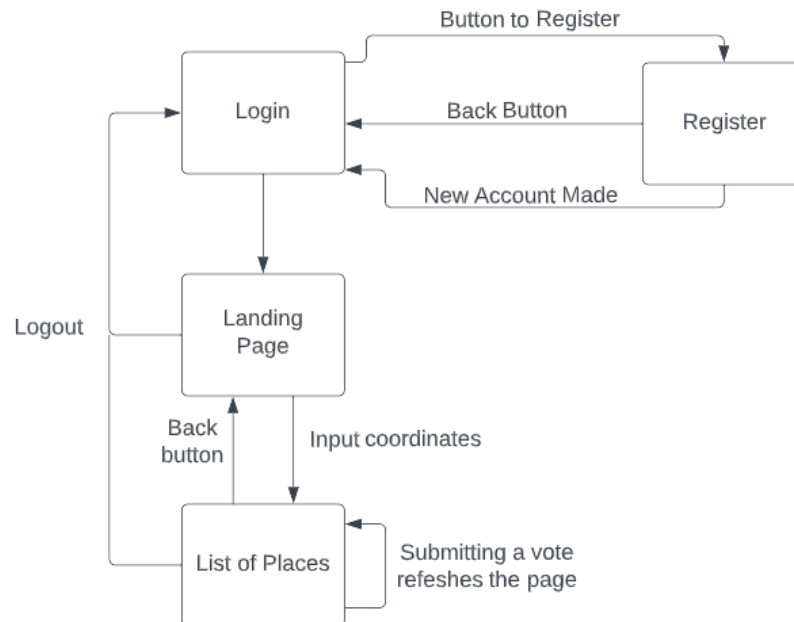 Button to Register
Login
Back Button
Register
New Account Made
Landing
Page
Logout
Back
button
Input coordinates
List of Places
Submitting a vote
refeshes the page